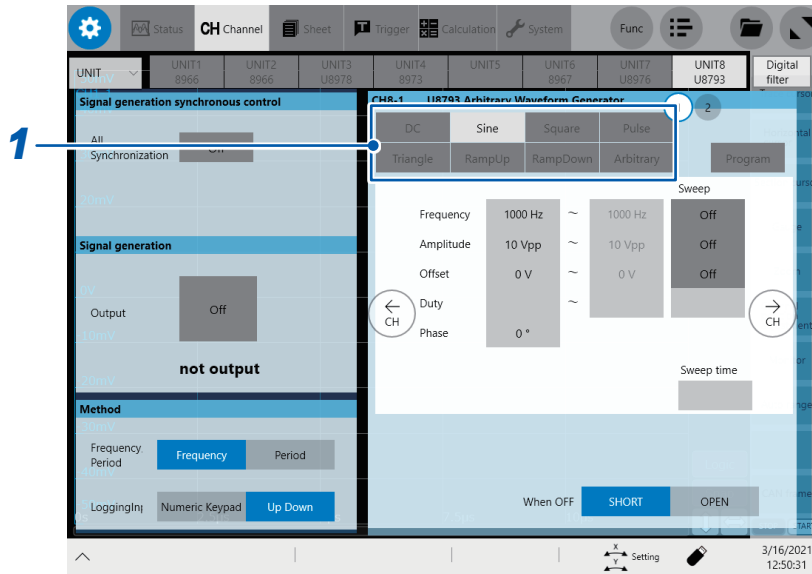 Status CH Channel Sheet Trigger Calculation System Func
UNIT UNIT1 UNIT2 UNIT3 UNIT4 UNIT5 UNIT6 UNIT7 UNIT8 Digital
8966 8966 U8978 8973 8967 U8976 U8793 filter
Signal generation synchronous control
CH8-1 U8793 Arbitrary Waveform Generator 1 2
1
All
Synchronization Off
DC Sine Square Pulse
Triangle RampUp RampDown Arbitrary Program
Sweep
Frequency 1000 Hz ~ 1000 Hz Off
Amplitude 10 Vpp ~ 10 Vpp Off
Offset 0 V ~ 0 V Off
Duty ~
Phase 0 °
← CH
→ CH
Sweep time
Signal generation
Output Off
not output
Method
Frequency
Period Frequency Period
LoggingInp Numeric Keypad Up Down
When OFF SHORT OPEN
X
Y Setting
3/16/2021
12:50:31